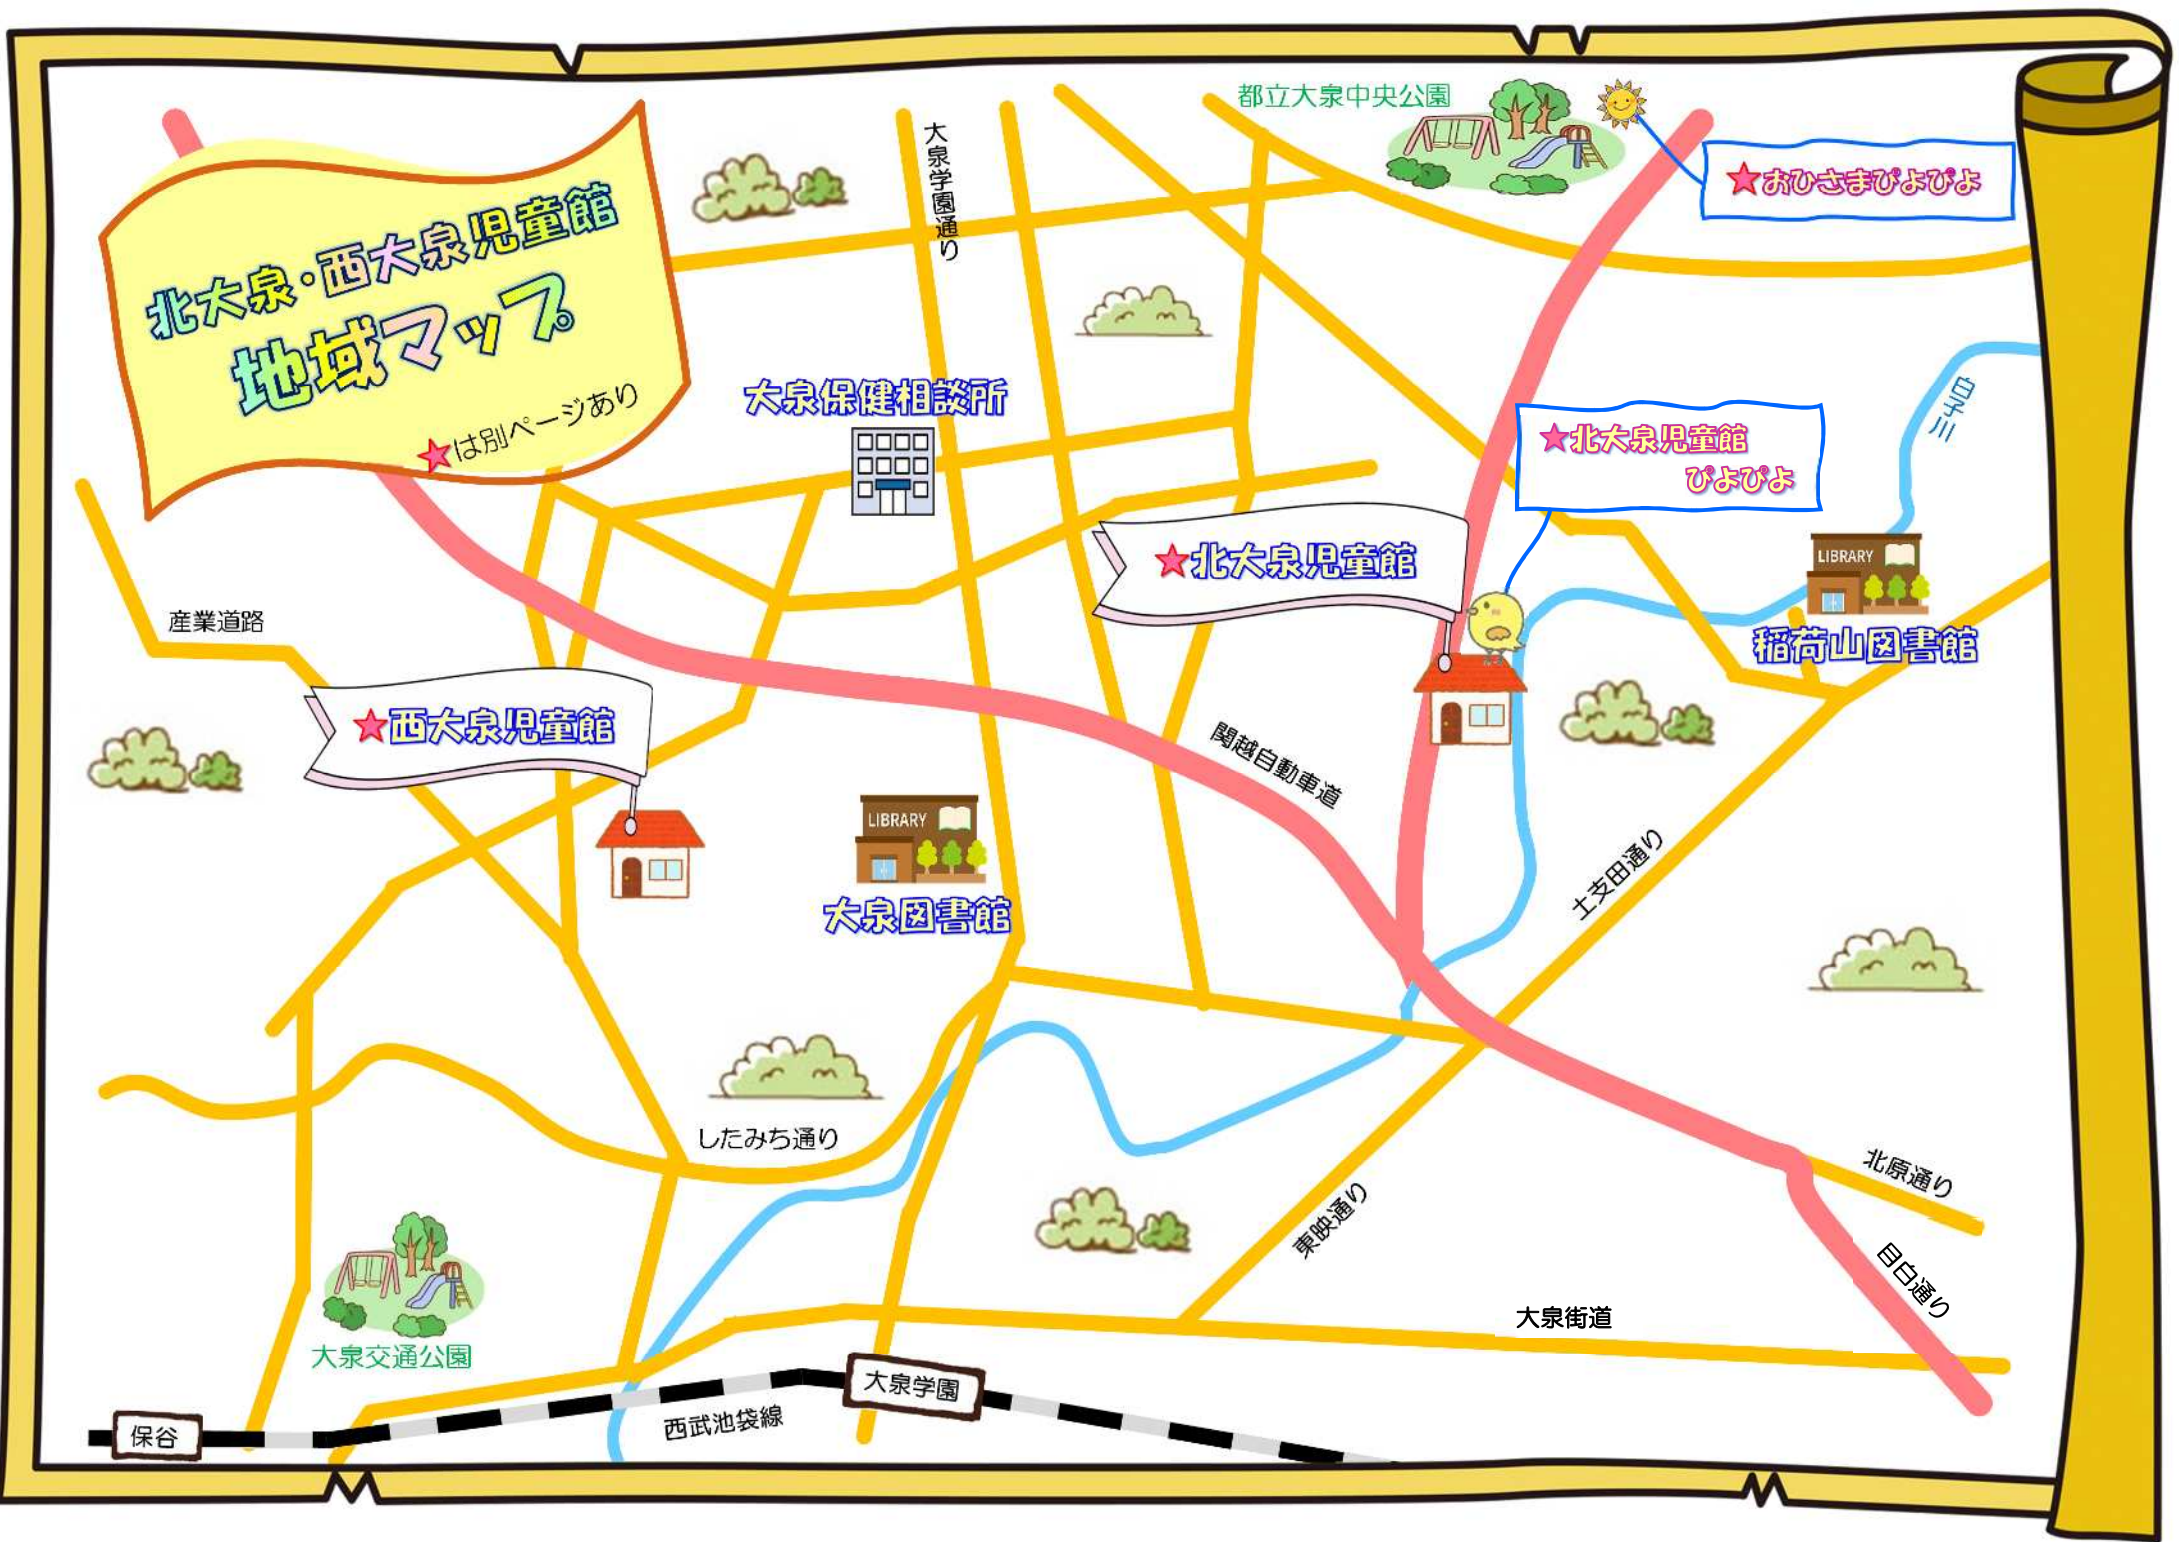 都立大泉中央公園
大泉学園通り
★おひさまぴよぴよ
北大泉・西大泉児童館
地域マップ
★は別ページあり
大泉保健相談所
白子川
★北大泉児童館
ぴよぴよ
★北大泉児童館
LIBRARY
稲荷山図書館
産業道路
★西大泉児童館
関越自動車道
LIBRARY
大泉図書館
土支田通り
したみち通り
北原通り
東映通り
目白通り
大泉街道
大泉交通公園
大泉学園
西武池袋線
保谷